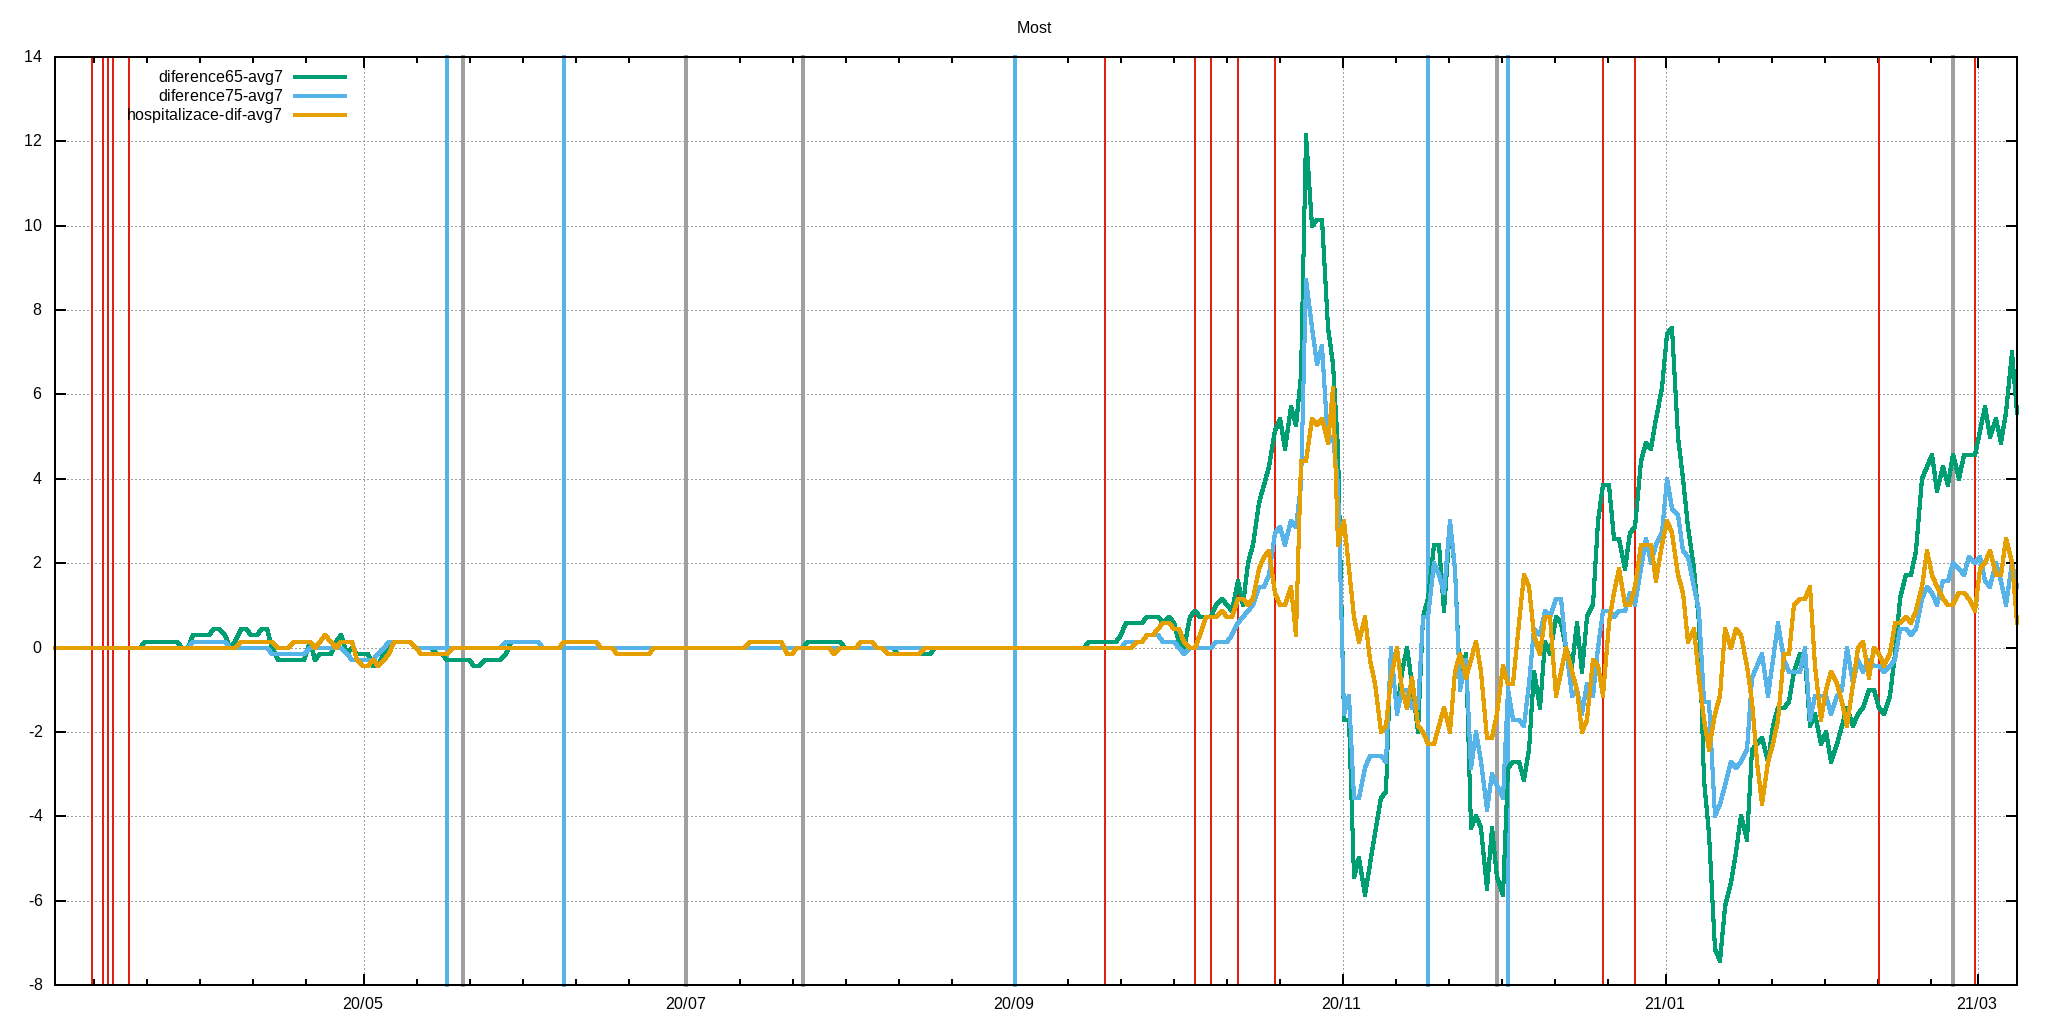 Most
14
diference65-avg7
diference75-avg7
hospitalizace-dif-avg7
12
10
8
6
4
2
0
-2
-4
-6
-8
20/05 20/07 20/09 20/11 21/01 21/03